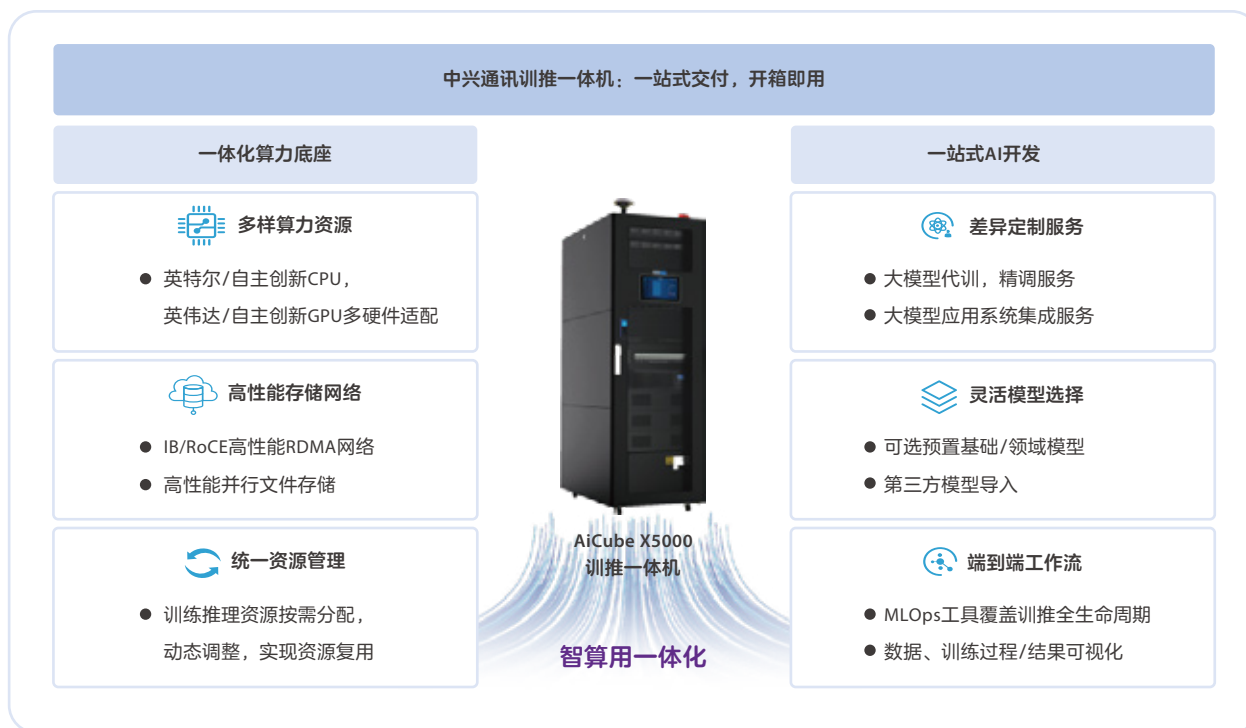 中兴通讯训推一体机：一站式交付，开箱即用
一体化算力底座
多样算力资源
● 英特尔/自主创新CPU，
英伟达/自主创新GPU多硬件适配
高性能存储网络
● IB/RoCE高性能RDMA网络
● 高性能并行文件存储
统一资源管理
● 训练推理资源按需分配，
动态调整，实现资源复用
AiCube X5000
训推一体机
智算用一体化
一站式AI开发
差异定制服务
● 大模型代训，精调服务
● 大模型应用系统集成服务
灵活模型选择
● 可选预置基础/领域模型
● 第三方模型导入
端到端工作流
● MLOps工具覆盖训推全生命周期
● 数据、训练过程/结果可视化